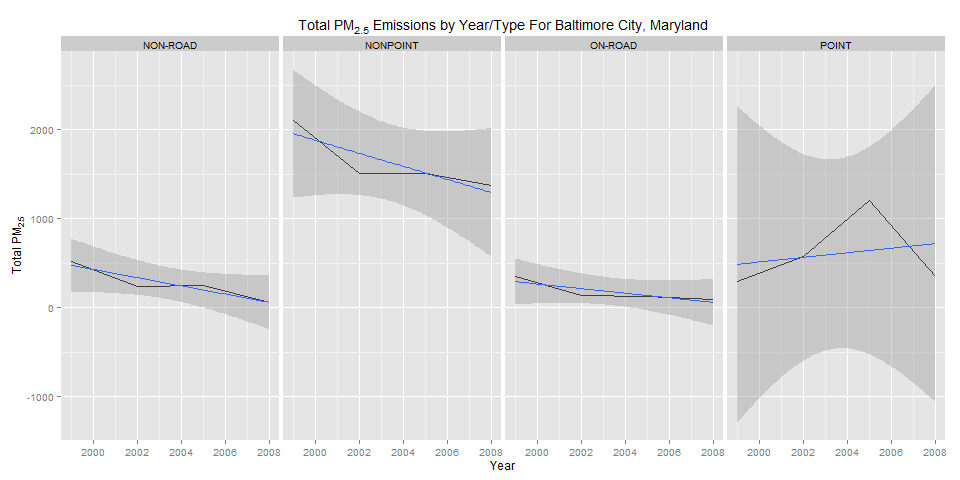 Total PM2.5 Emissions by Year/Type For Baltimore City, Maryland
NON-ROAD NONPOINT ON-ROAD POINT
2000
1000
0
-1000
Total PM2.5
2000 2002 2004 2006 2008 2000 2002 2004 2006 2008 2000 2002 2004 2006 2008 2000 2002 2004 2006 2008
Year